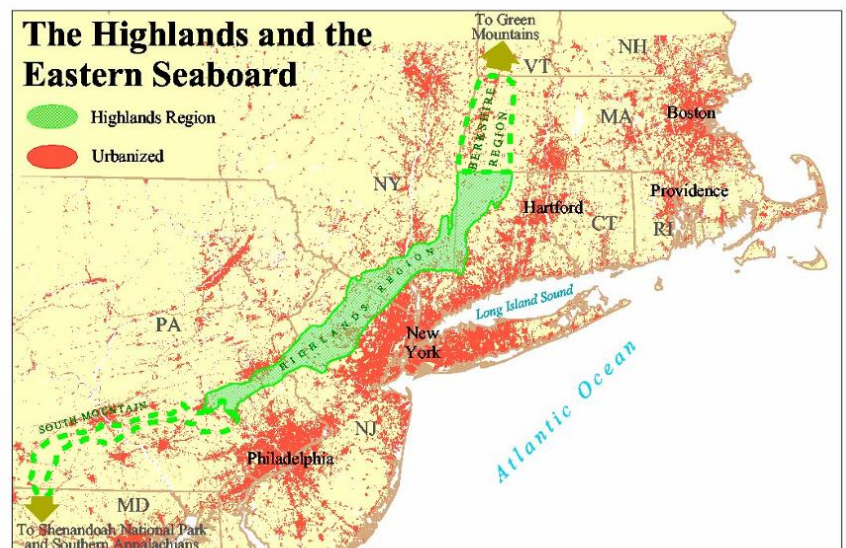 The Highlands and the
Eastern Seaboard
Highlands Region
Urbanized
To Green
Mountains
VT
NH
BERKSHIRE
REGION
MA
Boston
NY
Hartford
Providence
CT
RI
HIGHLANDS REGION
Long Island Sound
PA
New
York
SOUTH MOUNTAIN
Atlantic Ocean
NJ
Philadelphia
MD
To Shenandoah National Park
and Southern Appalachians